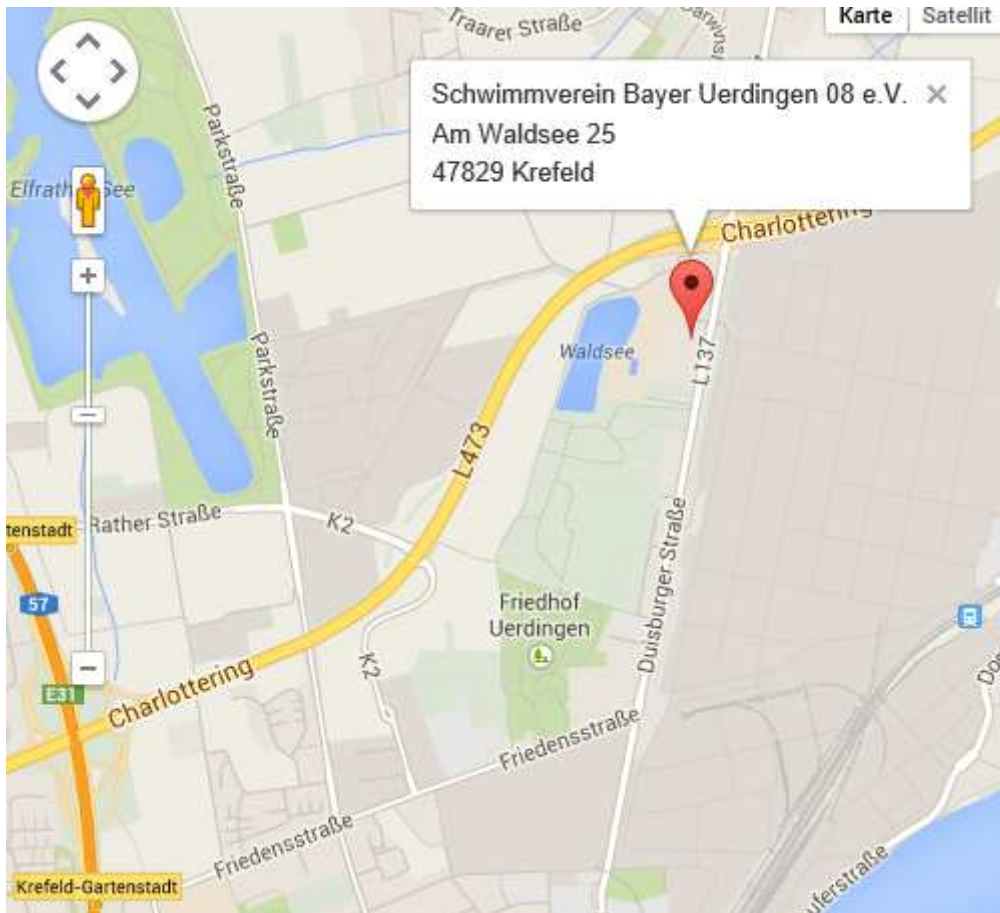 Traarer Straße
Karte
Satellit
Schwimmverein Bayer Uerdingen 08 e.V.
Am Waldsee 25
47829 Krefeld
Parkstraße
See
Charlottering
Waldsee
L137
Parkstraße
L473
Rather Straße
K2
tenstadt
57
Friedhof
Uerdingen
Duisburger Straße
K2
E31
Charlottering
Friedensstraße
Friedensstraße
Krefeld-Gartenstadt
uferstraße